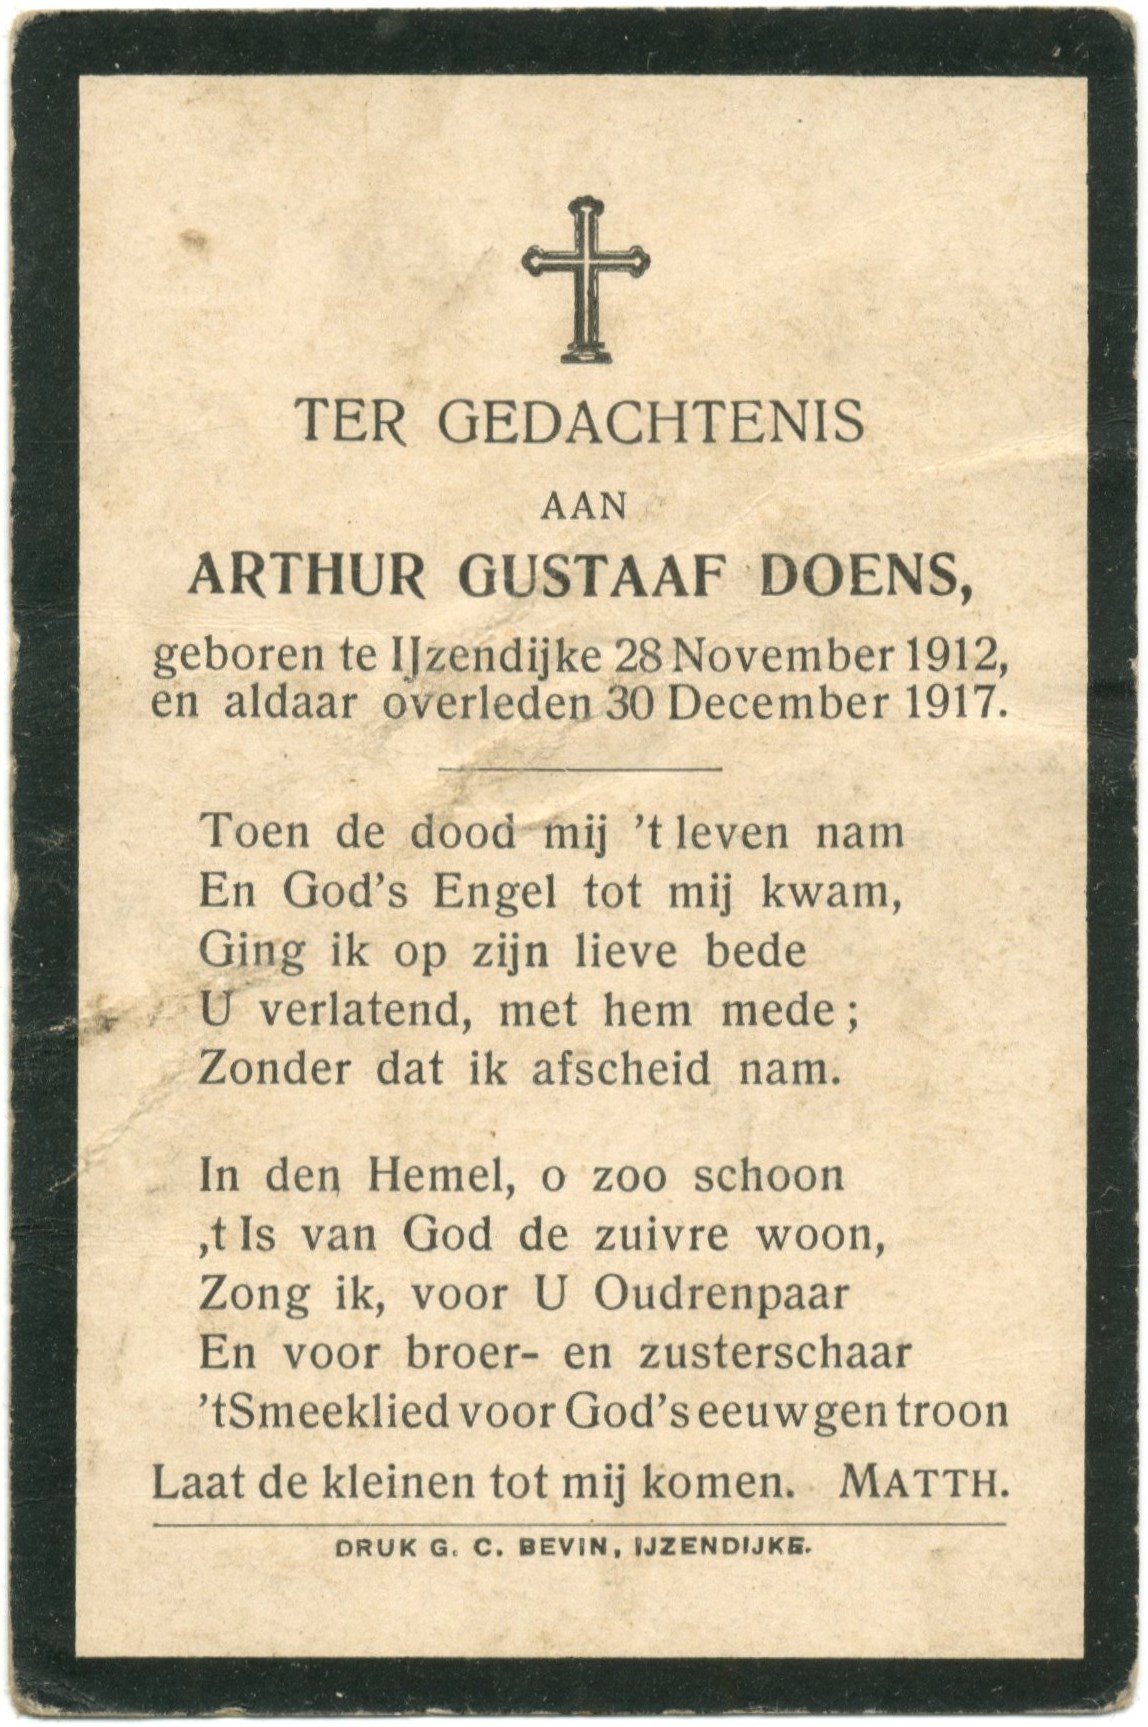 TER GEDACHTENIS
AAN
ARTHUR GUSTAAF DOENS,
geboren te IJzendijke 28 November 1912,
en aldaar overleden 30 December 1917.
Toen de dood mij 't leven nam
En God's Engel tot mij kwam,
Ging ik op zijn lieve bede
U verlatend, met hem mede ;
Zonder dat ik afscheid nam.
In den Hemel, o zoo schoon
,t Is van God de zuivre woon,
Zong ik, voor U Oudrenpaar
En voor broer- en zusterschaar
'tSmeeklied voor God's eeuwgen troon
Laat de kleinen tot mij komen. MATTH.
DRUK G. C. BEVIN, IJZENDIJKE.